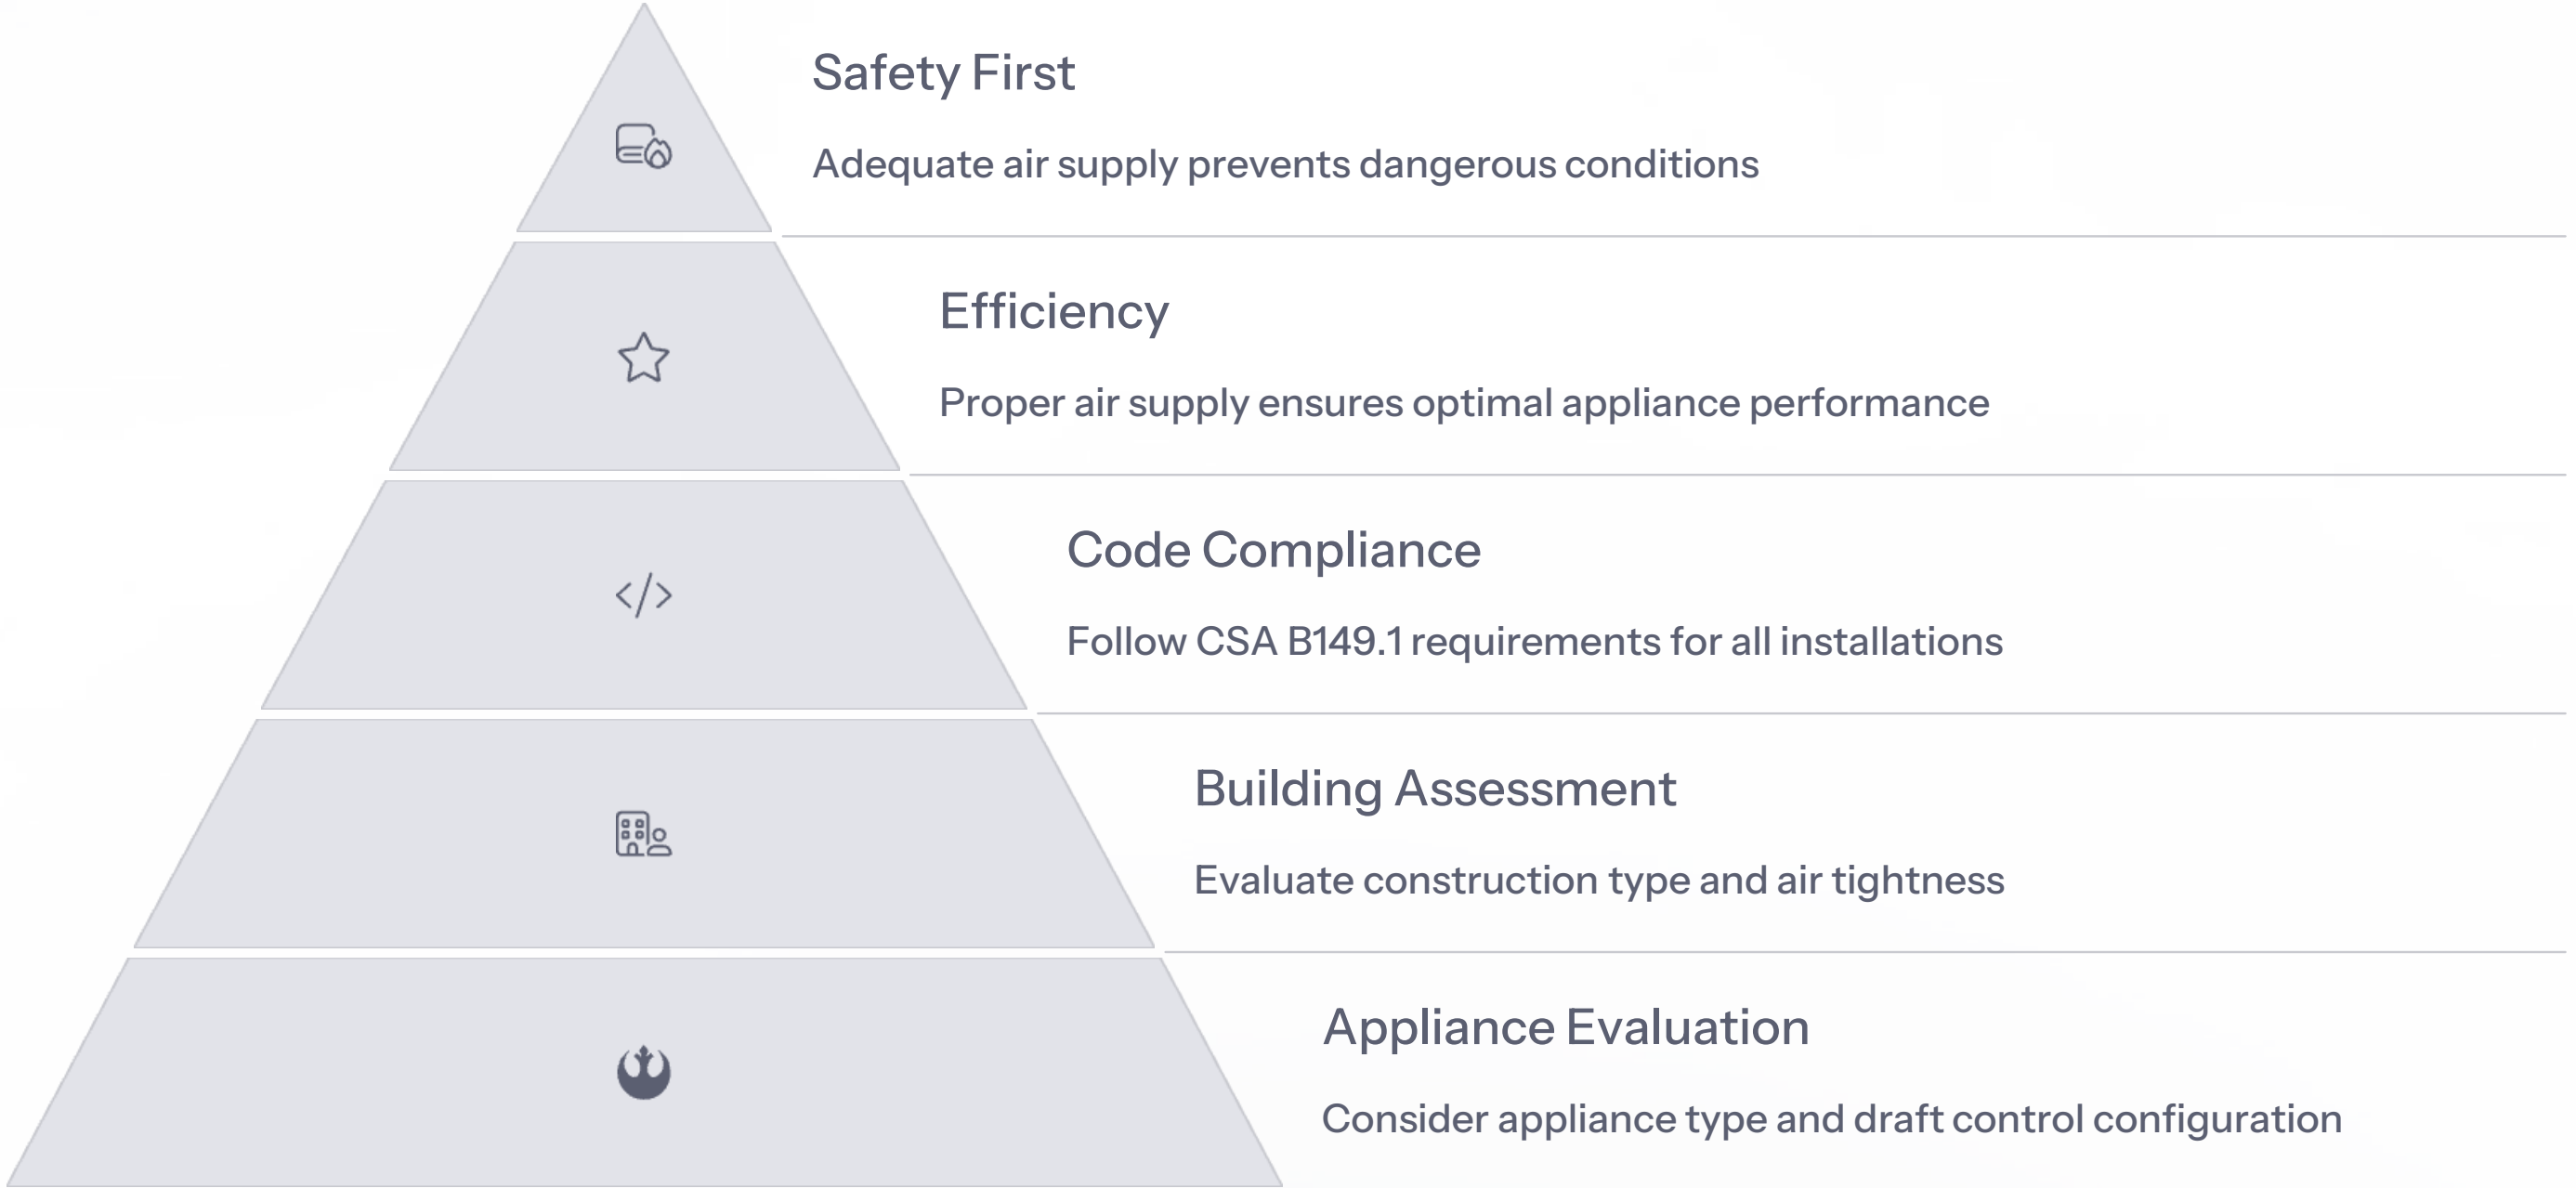 Safety First
Adequate air supply prevents dangerous conditions
Efficiency
Proper air supply ensures optimal appliance performance
Code Compliance
Follow CSA B149.1 requirements for all installations
Building Assessment
Evaluate construction type and air tightness
Appliance Evaluation
Consider appliance type and draft control configuration